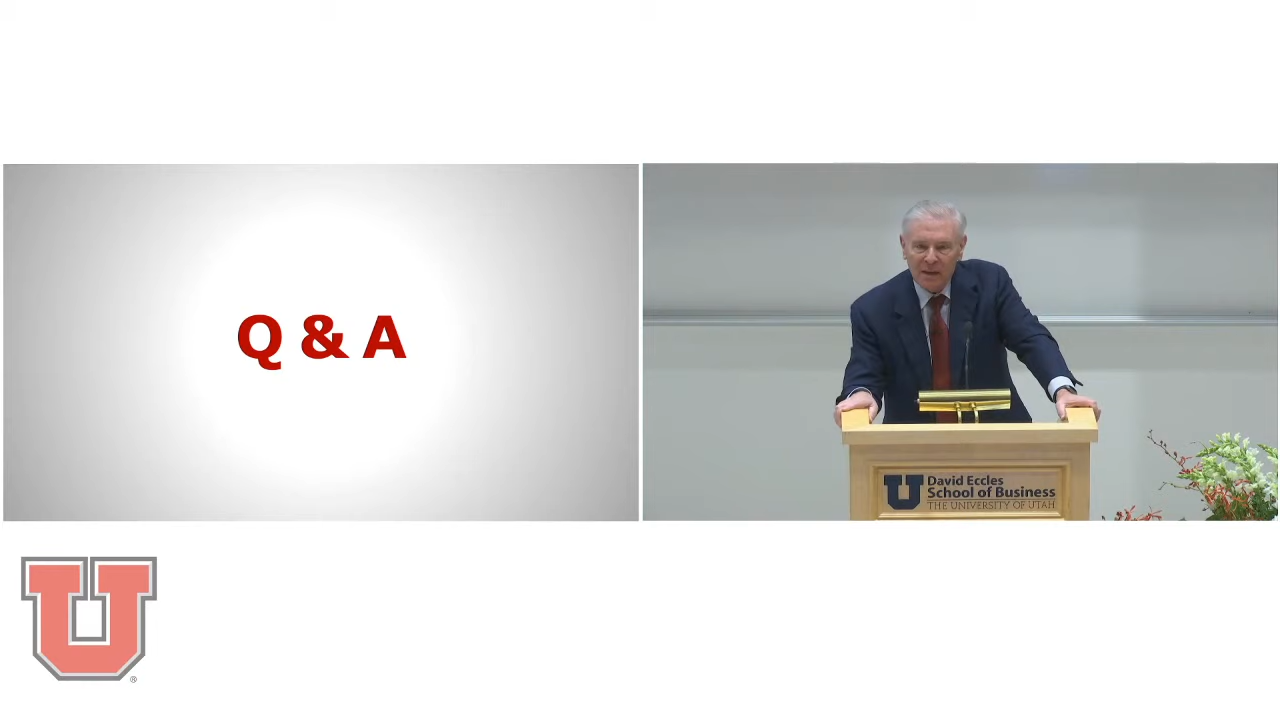 Q & A
U
David Eccles
School of Business
THE UNIVERSITY OF UTAH
U
®